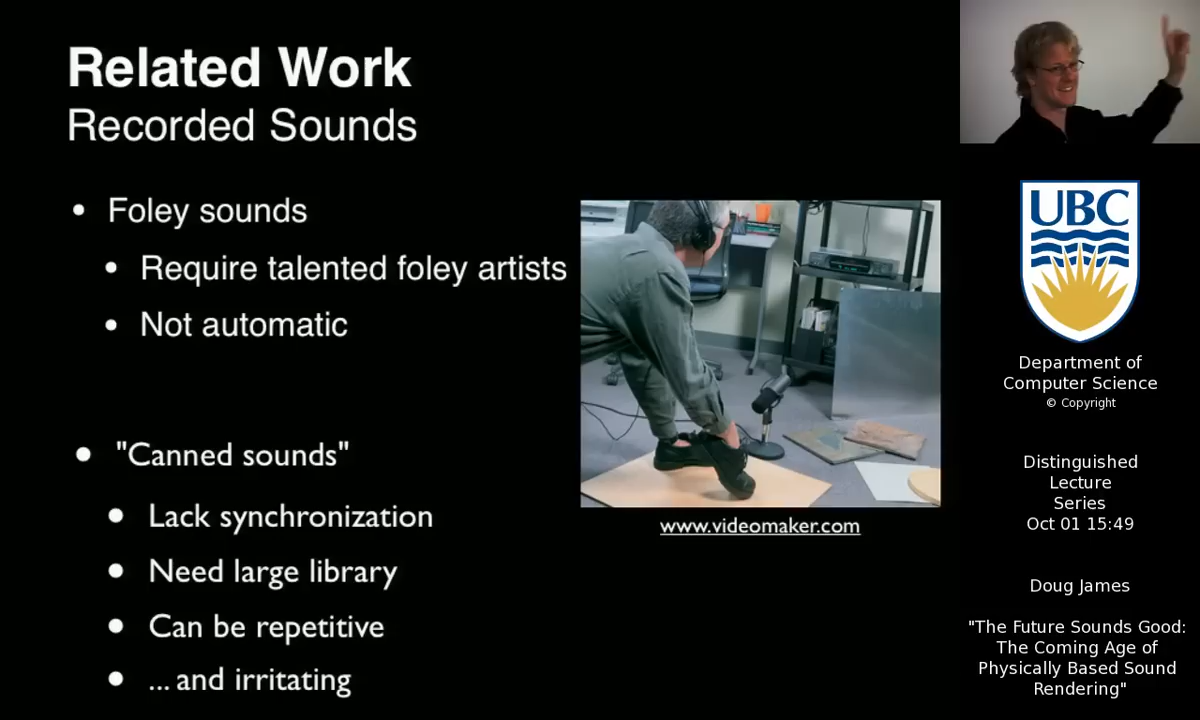 Related Work
Recorded Sounds
• Foley sounds
• Require talented foley artists
• Not automatic
• "Canned sounds"
• Lack synchronization
• Need large library
• Can be repetitive
• ... and irritating
www.videomaker.com
UBC
Department of
Computer Science
© Copyright
Distinguished
Lecture
Series
Oct 01 15:49
Doug James
"The Future Sounds Good:
The Coming Age of
Physically Based Sound
Rendering"